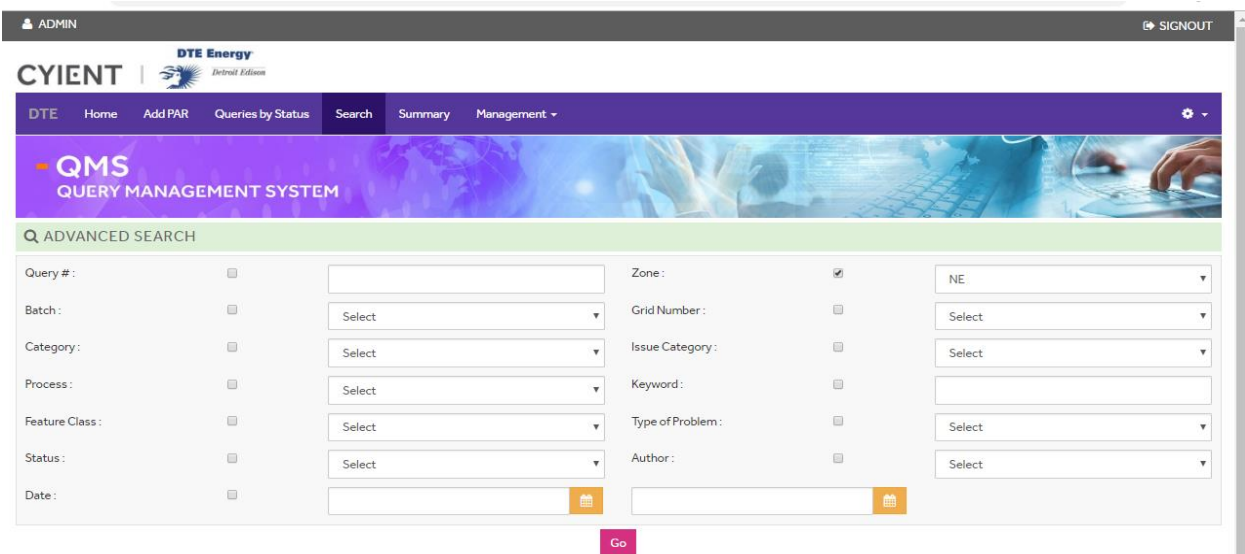 ADMIN SIGNOUT
CYIENT DTE Energy®
Detroit Edison
DTE Home Add PAR Queries by Status Search Summary Management
- QMS
QUERY MANAGEMENT SYSTEM
ADVANCED SEARCH
Query # : Zone : NE
Batch : Select Grid Number : Select
Category : Select Issue Category : Select
Process : Select Keyword :
Feature Class : Select Type of Problem : Select
Status : Select Author : Select
Date :
Go